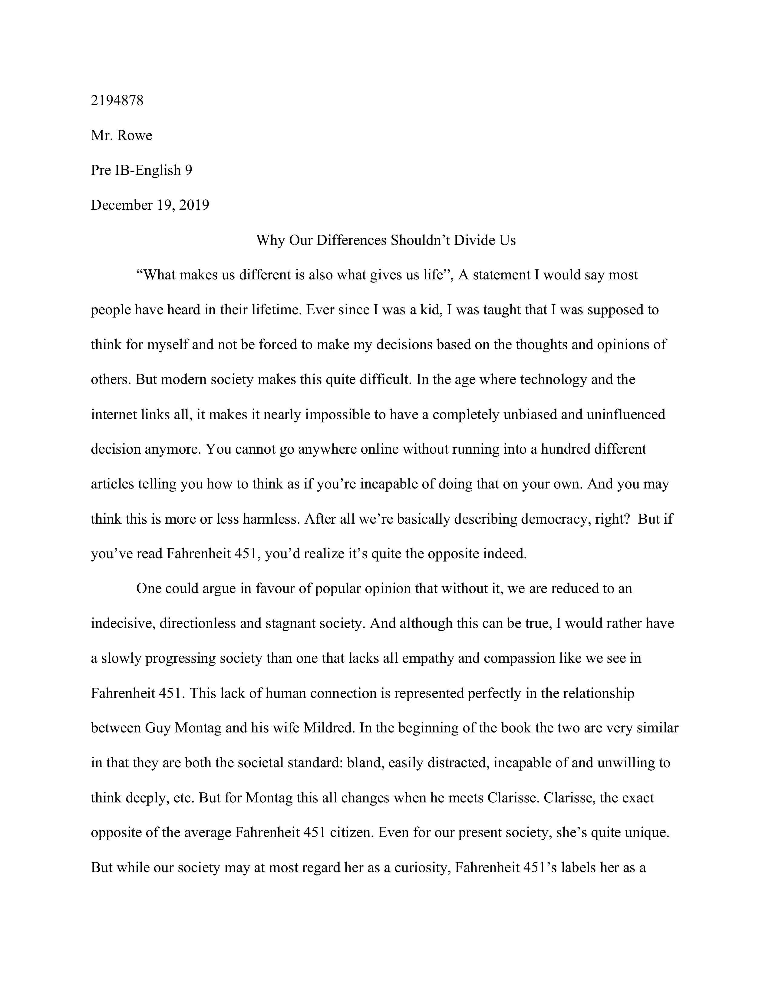 2194878
Mr. Rowe
Pre IB-English 9
December 19, 2019
Why Our Differences Shouldn’t Divide Us
“What makes us different is also what gives us life”, A statement I would say most
people have heard in their lifetime. Ever since I was a kid, I was taught that I was supposed to
think for myself and not be forced to make my decisions based on the thoughts and opinions of
others. But modern society makes this quite difficult. In the age where technology and the
internet links all, it makes it nearly impossible to have a completely unbiased and uninfluenced
decision anymore. You cannot go anywhere online without running into a hundred different
articles telling you how to think as if you’re incapable of doing that on your own. And you may
think this is more or less harmless. After all we’re basically describing democracy, right?  But if
you’ve read Fahrenheit 451, you’d realize it’s quite the opposite indeed.
One could argue in favour of popular opinion that without it, we are reduced to an
indecisive, directionless and stagnant society. And although this can be true, I would rather have
a slowly progressing society than one that lacks all empathy and compassion like we see in
Fahrenheit 451. This lack of human connection is represented perfectly in the relationship
between Guy Montag and his wife Mildred. In the beginning of the book the two are very similar
in that they are both the societal standard: bland, easily distracted, incapable of and unwilling to
think deeply, etc. But for Montag this all changes when he meets Clarisse. Clarisse, the exact
opposite of the average Fahrenheit 451 citizen. Even for our present society, she’s quite unique.
But while our society may at most regard her as a curiosity, Fahrenheit 451’s labels her as a